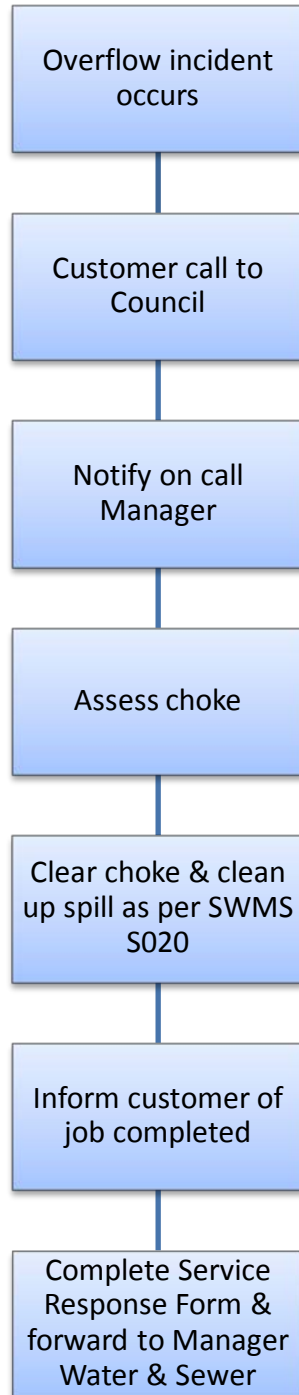 Overflow incident
occurs
Customer call to
Council
Notify on call
Manager
Assess choke
Clear choke & clean
up spill as per SWMS
S020
Inform customer of
job completed
Complete Service
Response Form &
forward to Manager
Water & Sewer